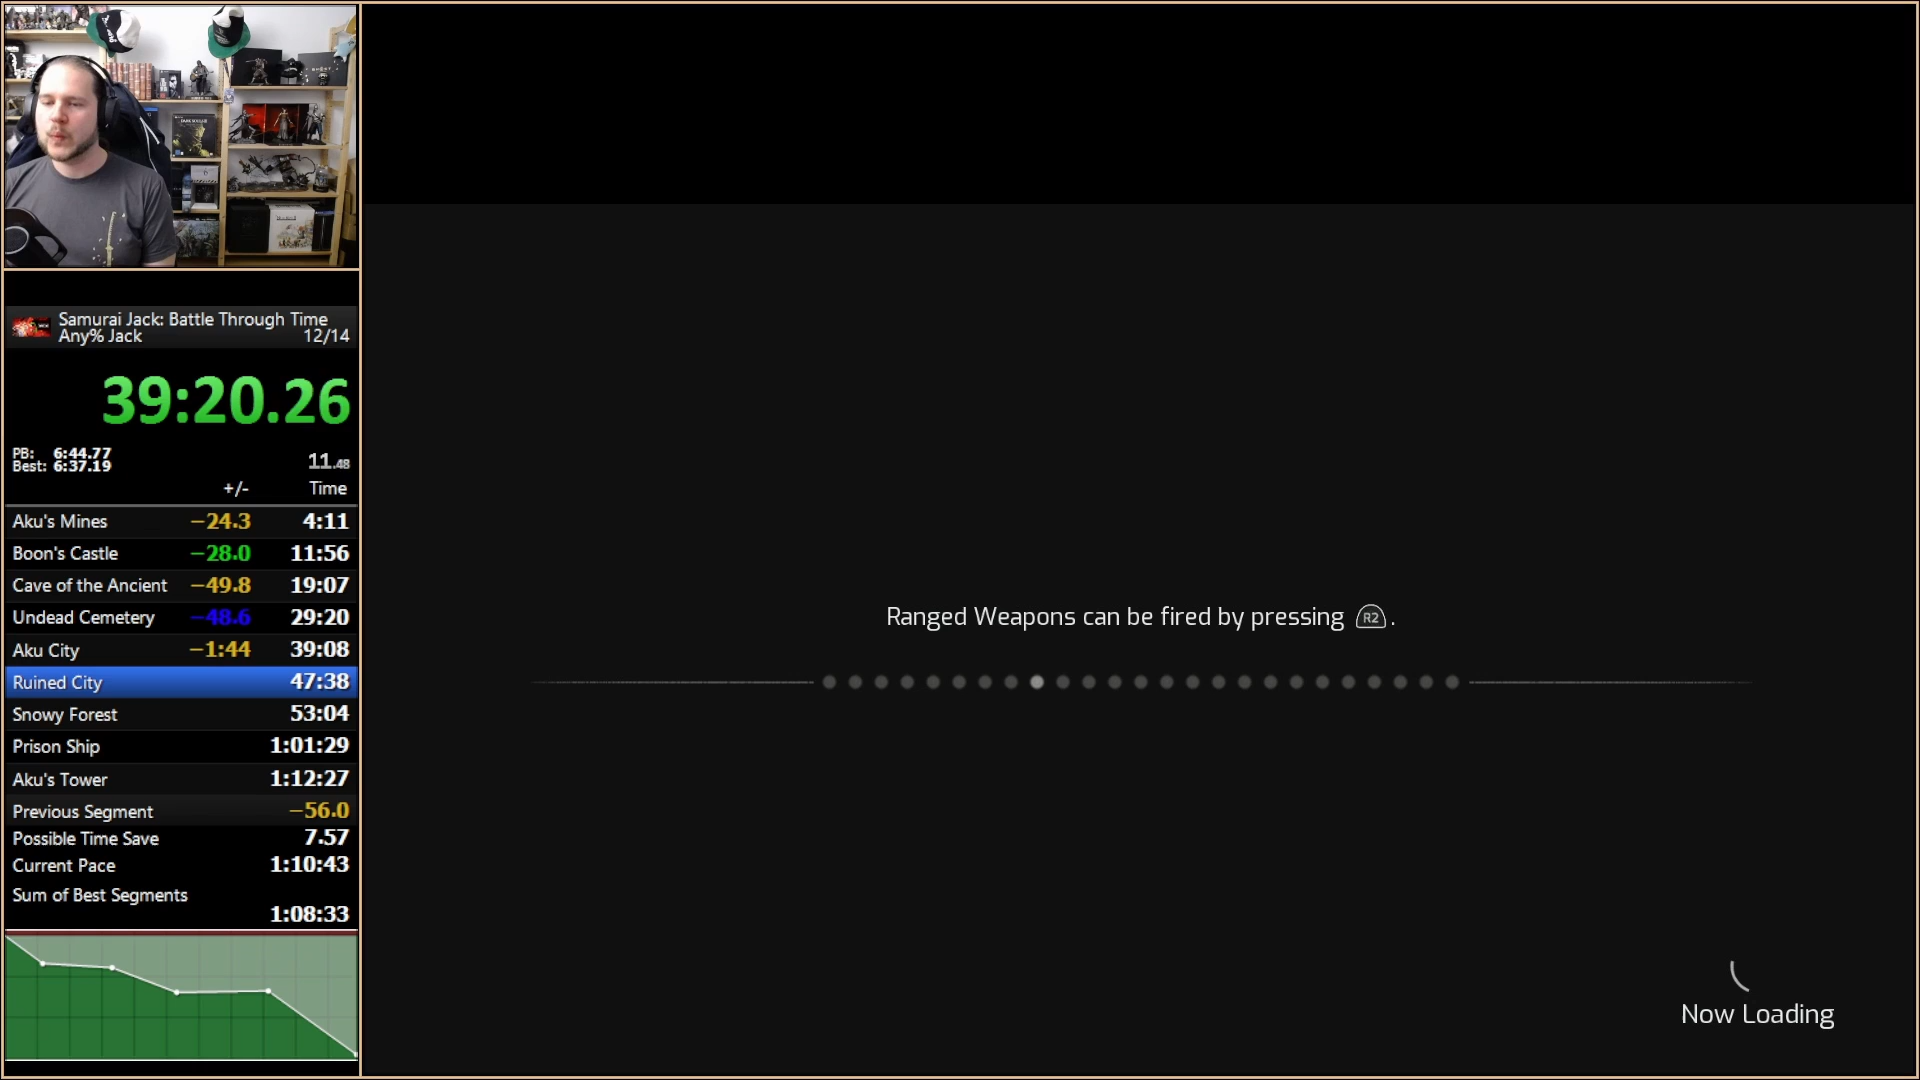 Samurai Jack: Battle Through Time
Any% Jack 12/14
39:20.26
PB: 6:44.77
Best: 6:37.19 11.48
+/- Time
Aku's Mines −24.3 4:11
Boon's Castle −28.0 11:56
Cave of the Ancient −49.8 19:07
Undead Cemetery −48.6 29:20
Aku City −1:44 39:08
Ruined City 47:38
Snowy Forest 53:04
Prison Ship 1:01:29
Aku's Tower 1:12:27
Previous Segment −56.0
Possible Time Save 7.57
Current Pace 1:10:43
Sum of Best Segments
1:08:33
Ranged Weapons can be fired by pressing R2.
Now Loading